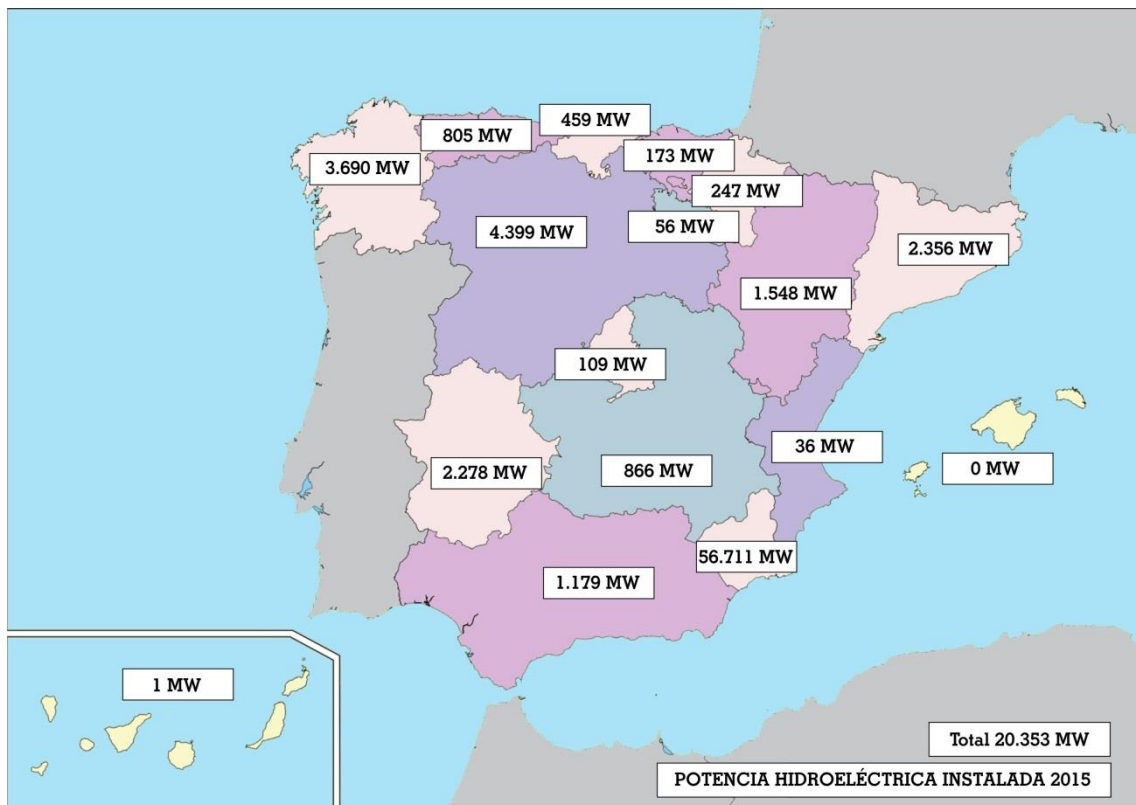 459 MW
805 MW
173 MW
3.690 MW
247 MW
56 MW
4.399 MW
2.356 MW
1.548 MW
109 MW
36 MW
2.278 MW
866 MW
0 MW
56.711 MW
1.179 MW
1 MW
Total 20.353 MW
POTENCIA HIDROELÉCTRICA INSTALADA 2015